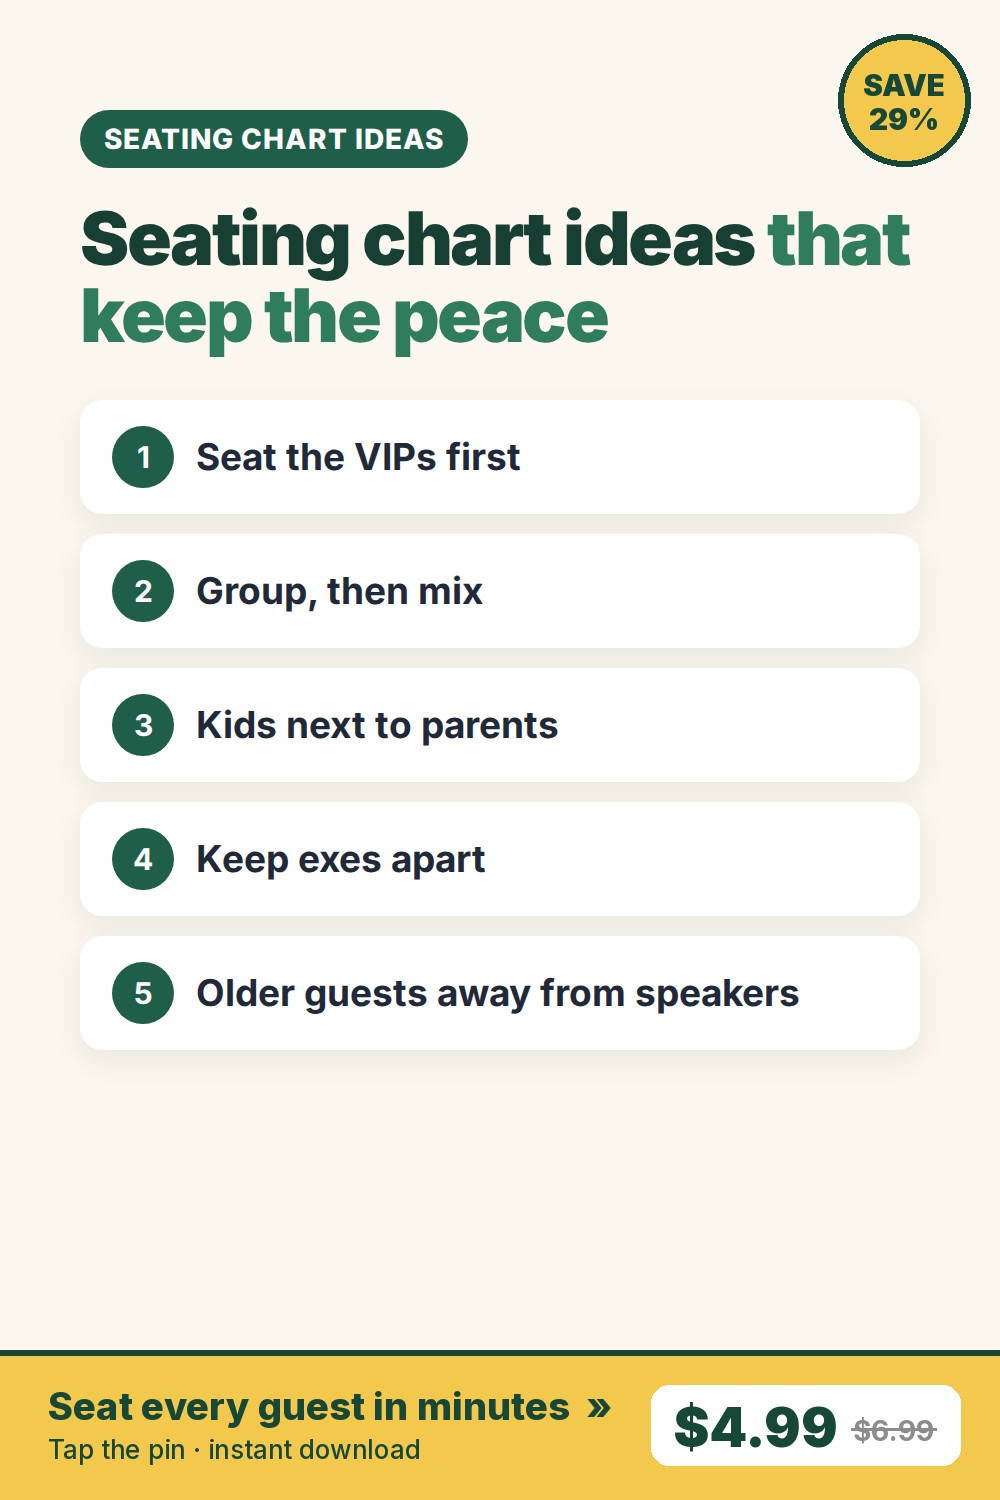 SAVE
29%
SEATING CHART IDEAS
Seating chart ideas that
keep the peace
1 Seat the VIPs first
2 Group, then mix
3 Kids next to parents
4 Keep exes apart
5 Older guests away from speakers
Seat every guest in minutes »
Tap the pin · instant download
$4.99 $6.99